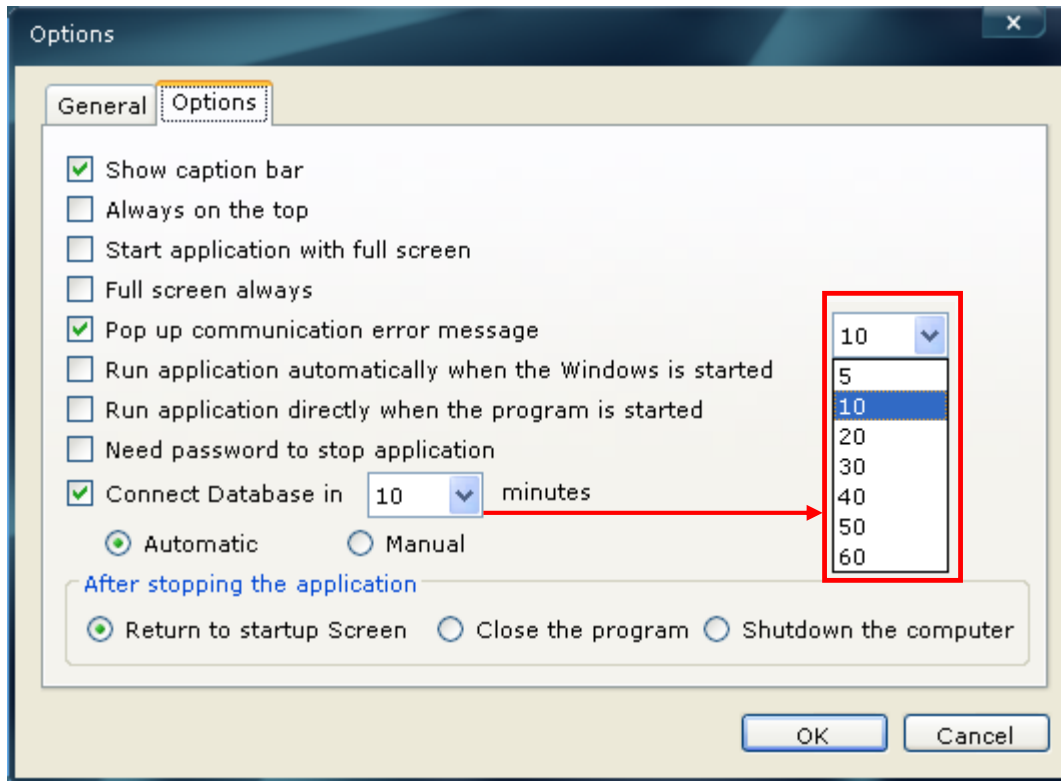 Options
x
General Options
Show caption bar
Always on the top
Start application with full screen
Full screen always
Pop up communication error message
Run application automatically when the Windows is started
Run application directly when the program is started
Need password to stop application
Connect Database in 10 minutes
Automatic Manual
10
5
10
20
30
40
50
60
After stopping the application
Return to startup Screen Close the program Shutdown the computer
OK Cancel